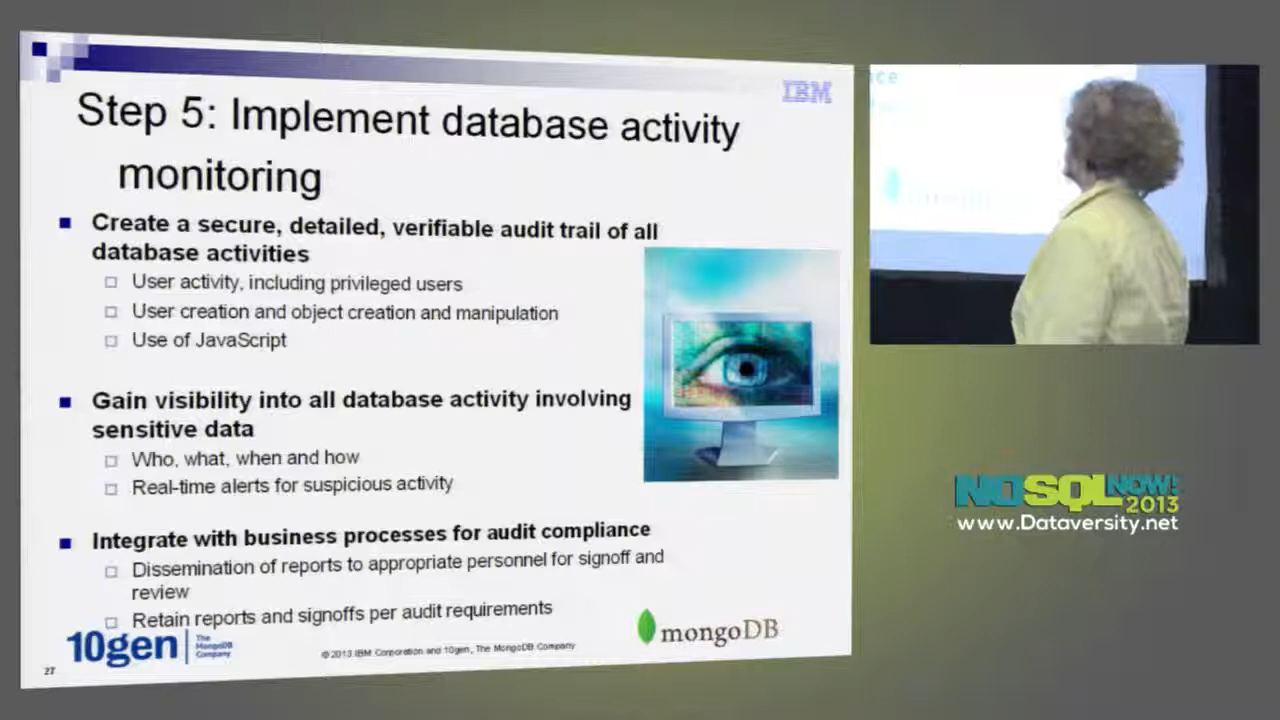 IBM
Step 5: Implement database activity
monitoring
Create a secure, detailed, verifiable audit trail of all
database activities
User activity, including privileged users
User creation and object creation and manipulation
Use of JavaScript
Gain visibility into all database activity involving
sensitive data
Who, what, when and how
Real-time alerts for suspicious activity
Integrate with business processes for audit compliance
Dissemination of reports to appropriate personnel for signoff and
review
Retain reports and signoffs per audit requirements
10gen
The
MongoDB
Company
© 2013 IBM Corporation and 10gen, The MongoDB Company
mongoDB
27
NOSQL NOW!
2013
www.Dataversity.net